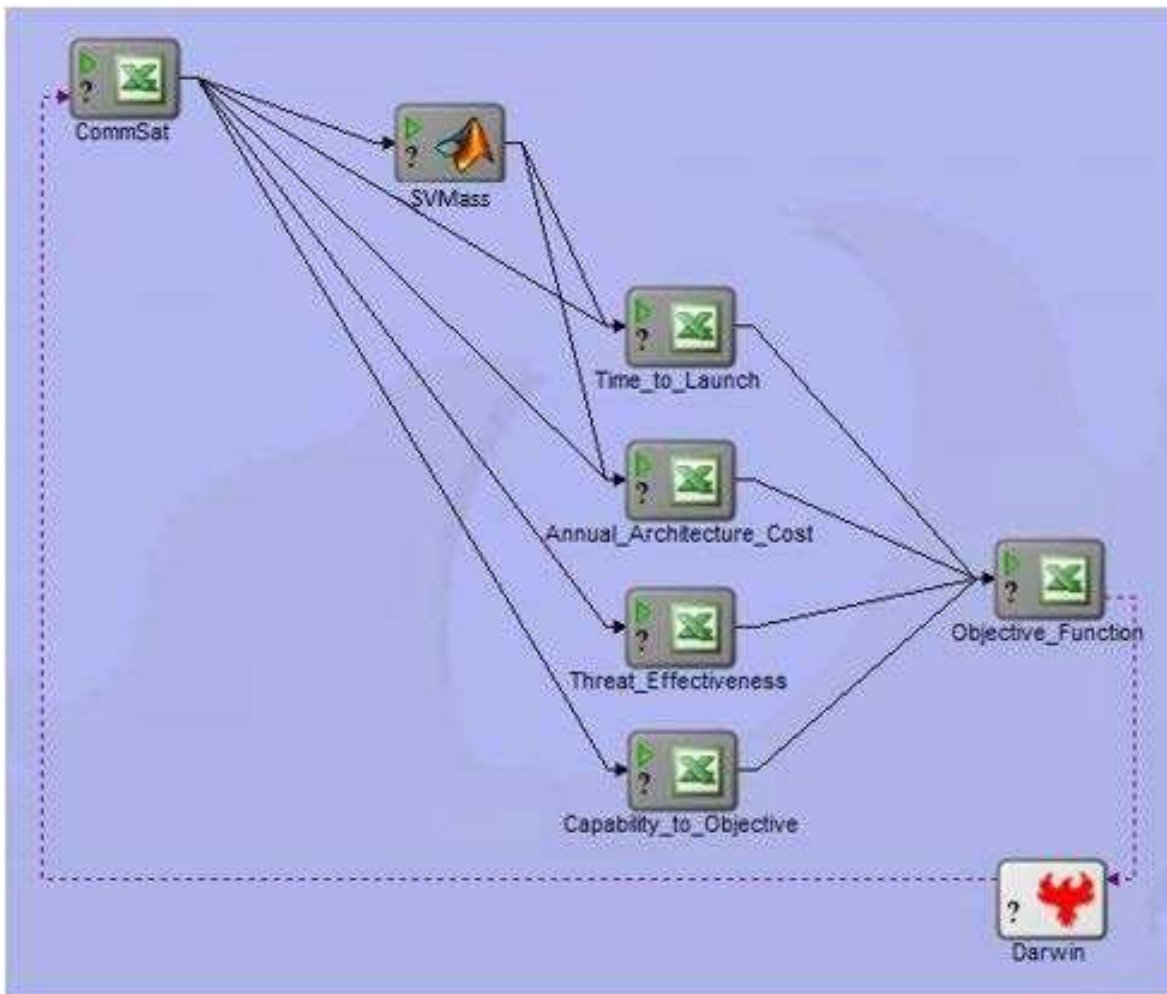 ?
CommSat
?
SVMass
?
Time_to_Launch
?
Annual_Architecture_Cost
?
Objective_Function
?
Threat_Effectiveness
?
Capability_to_Objective
?
Darwin